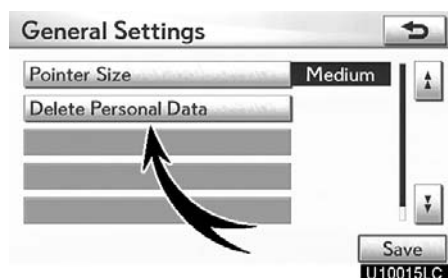 General Settings
Pointer Size Medium
Delete Personal Data
Save
U10015LC